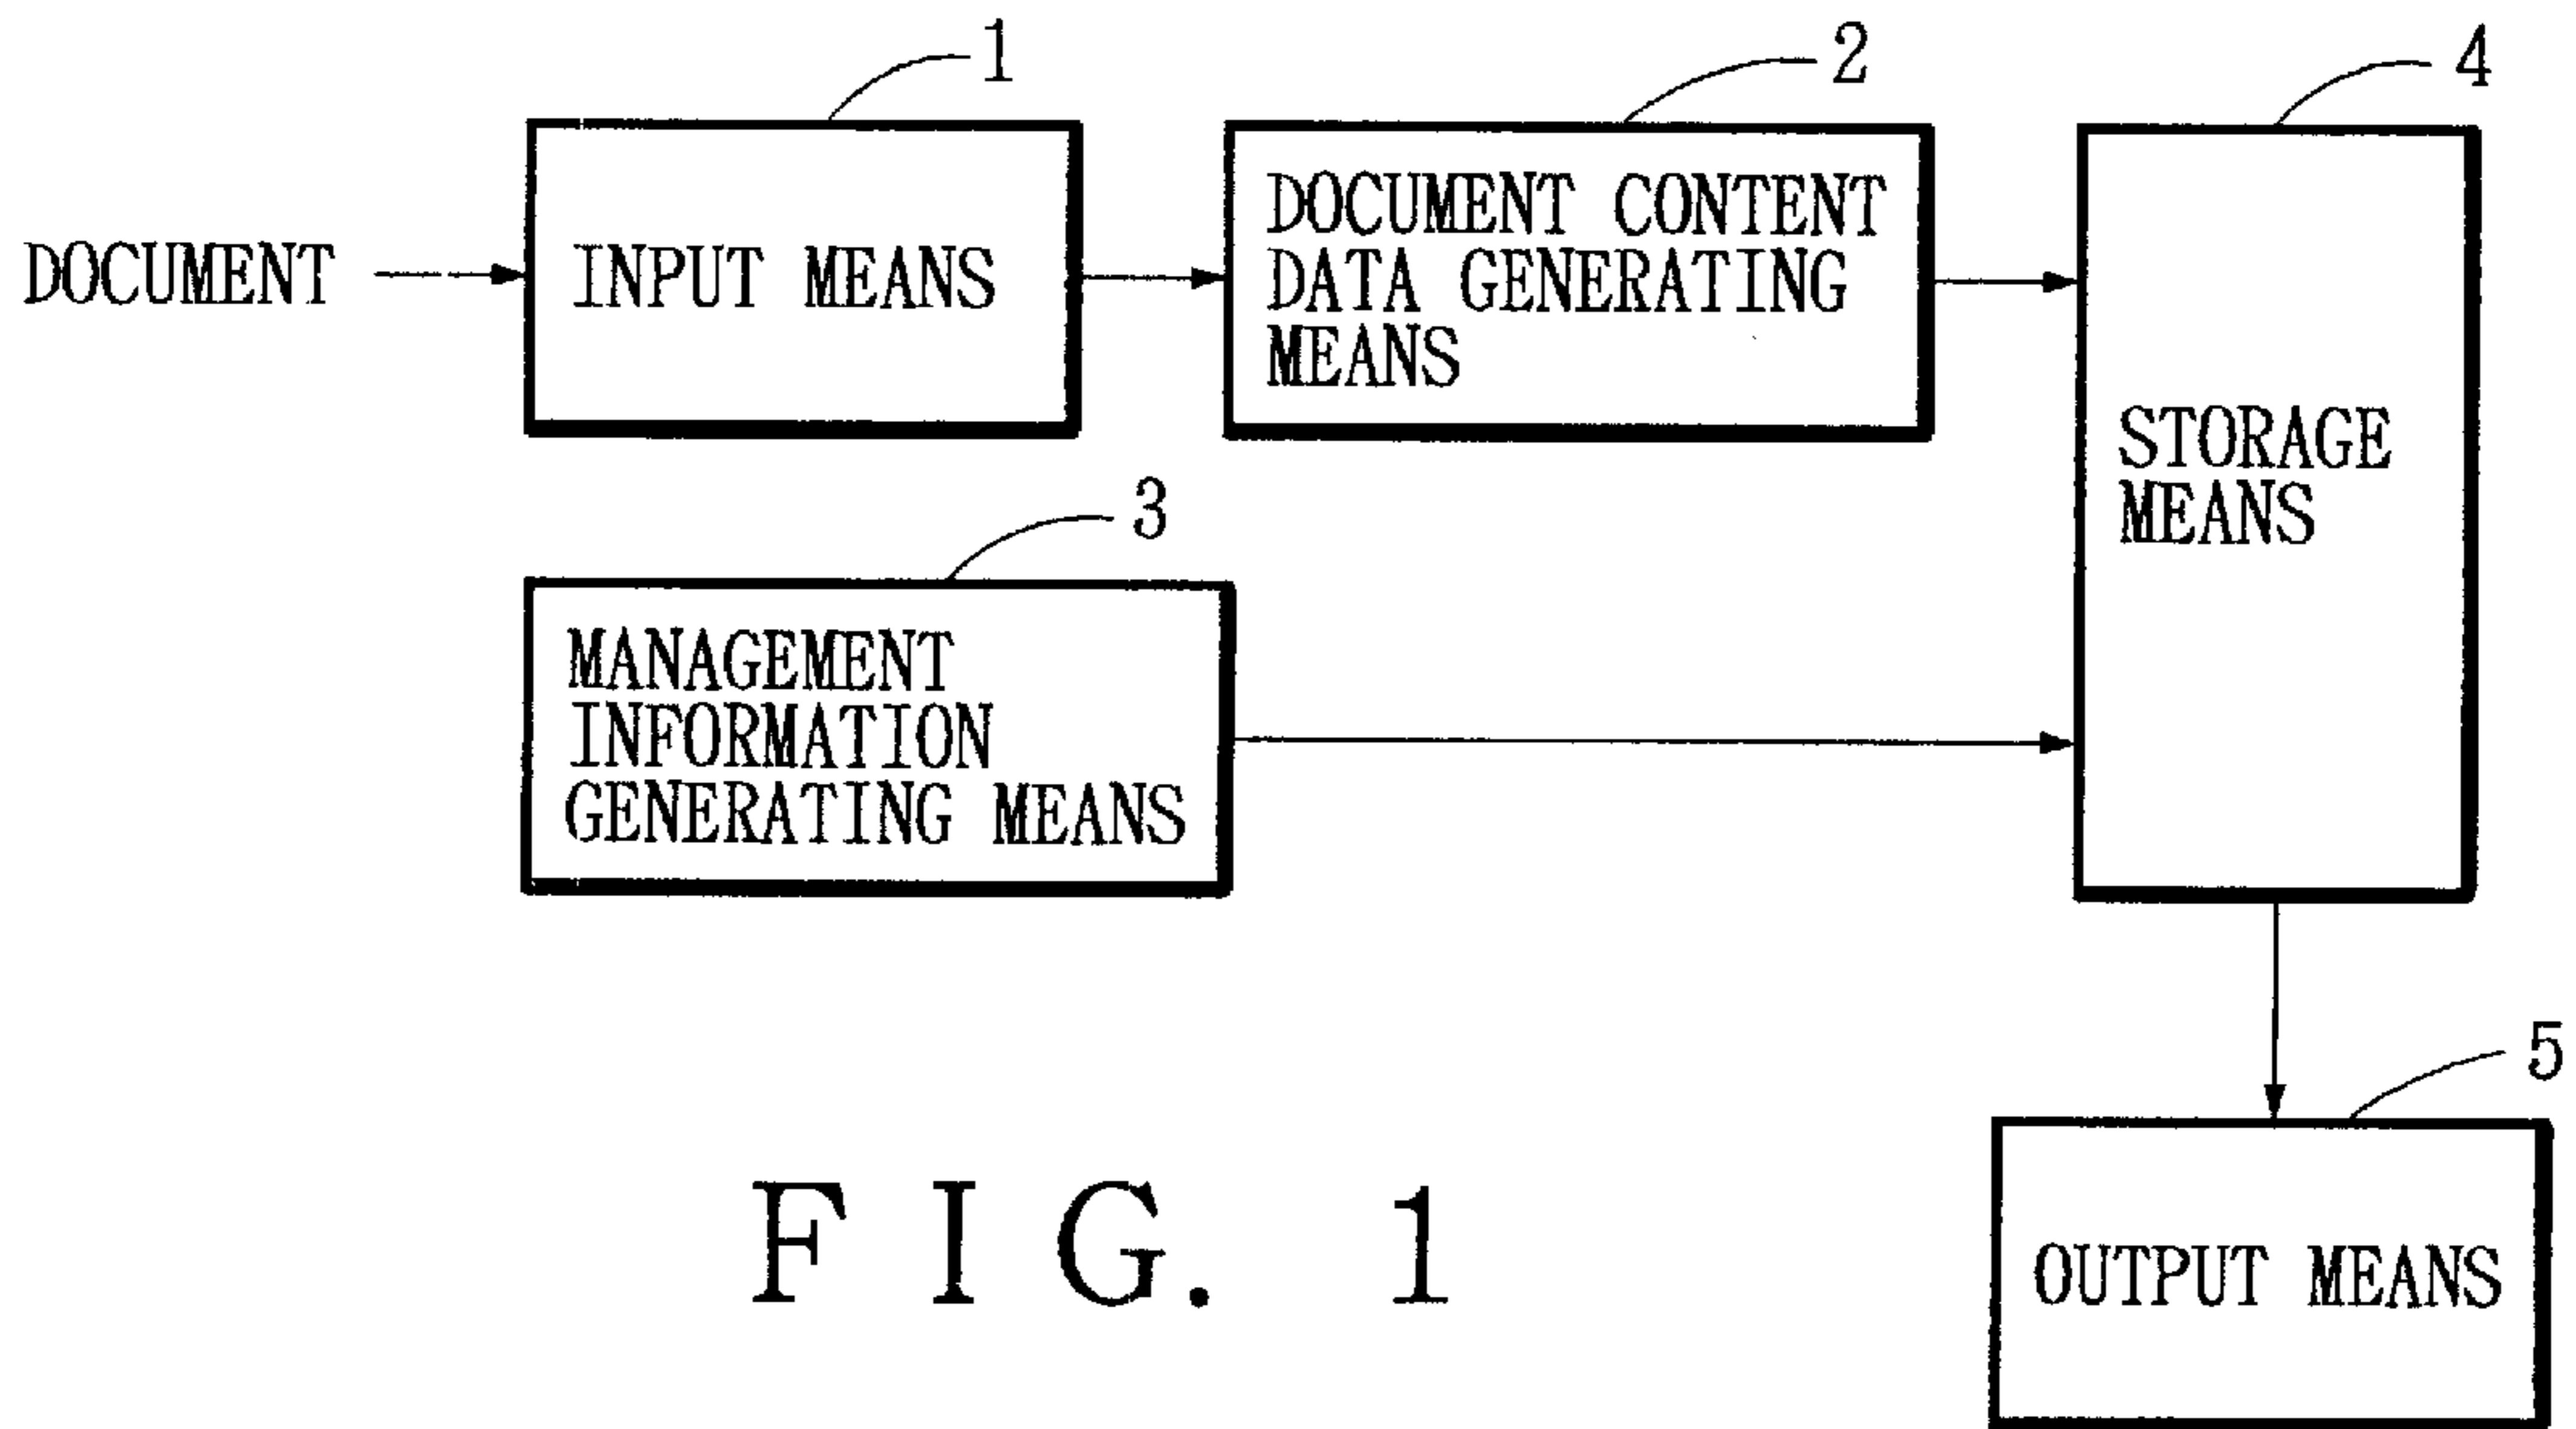 1
2
4
DOCUMENT
INPUT MEANS
DOCUMENT CONTENT
DATA GENERATING
MEANS
STORAGE
MEANS
3
MANAGEMENT
INFORMATION
GENERATING MEANS
5
OUTPUT MEANS
FIG. 1